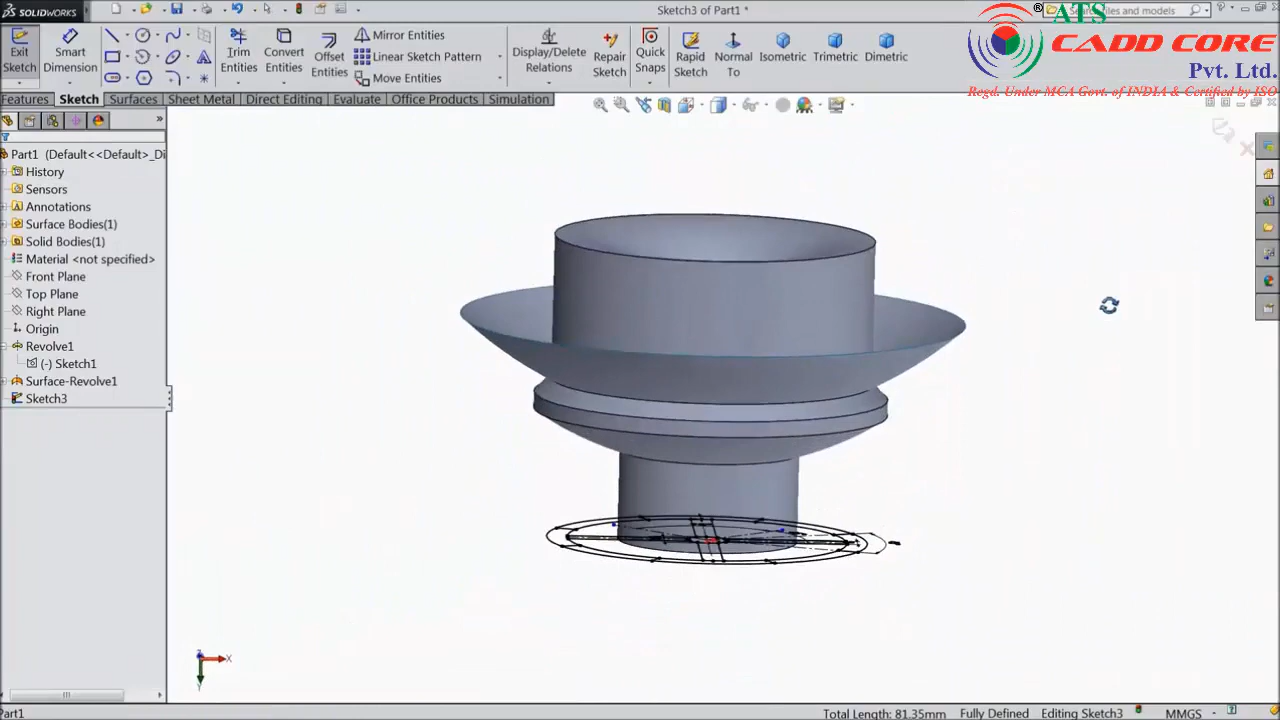 SOLIDWORKS
Sketch3 of Part1 *
Search files and models
® ATS
CADD CORE
Pvt. Ltd.
Regd. Under MCA Govt. of INDIA & Certified by ISO
Exit Sketch
Smart Dimension
Trim Entities
Convert Entities
Offset Entities
Mirror Entities
Linear Sketch Pattern
Move Entities
Display/Delete Relations
Repair Sketch
Quick Snaps
Rapid Sketch
Normal To
Isometric
Trimetric
Dimetric
Features
Sketch
Surfaces
Sheet Metal
Direct Editing
Evaluate
Office Products
Simulation
Part1 (Default<<Default>_Di
History
Sensors
Annotations
Surface Bodies(1)
Solid Bodies(1)
Material <not specified>
Front Plane
Top Plane
Right Plane
Origin
Revolve1
(-) Sketch1
Surface-Revolve1
Sketch3
X
Y
Part1
Total Length: 81.35mm
Fully Defined
Editing Sketch3
MMGS